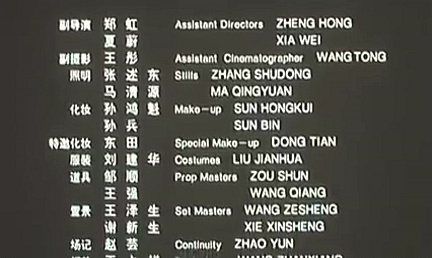 副导演 郑 虹 Assistant Directors ZHENG HONG
夏 蔚 XIA WEI
副摄影 王 彤 Assistant Cinematographer WANG TONG
照明 张 述 东 Stills ZHANG SHUDONG
马 清 源 MA QINGYUAN
化妆 孙 鸿 魁 Make-up SUN HONGKUI
孙 兵 SUN BIN
特邀化妆 东 田 Special Make-up DONG TIAN
服装 刘 建 华 Costumes LIU JIANHUA
道具 邹 顺 Prop Masters ZOU SHUN
王 强 WANG QIANG
置景 王 泽 生 Set Masters WANG ZESHENG
谢 新 生 XIE XINSHENG
场记 赵 芸 Continuity ZHAO YUN